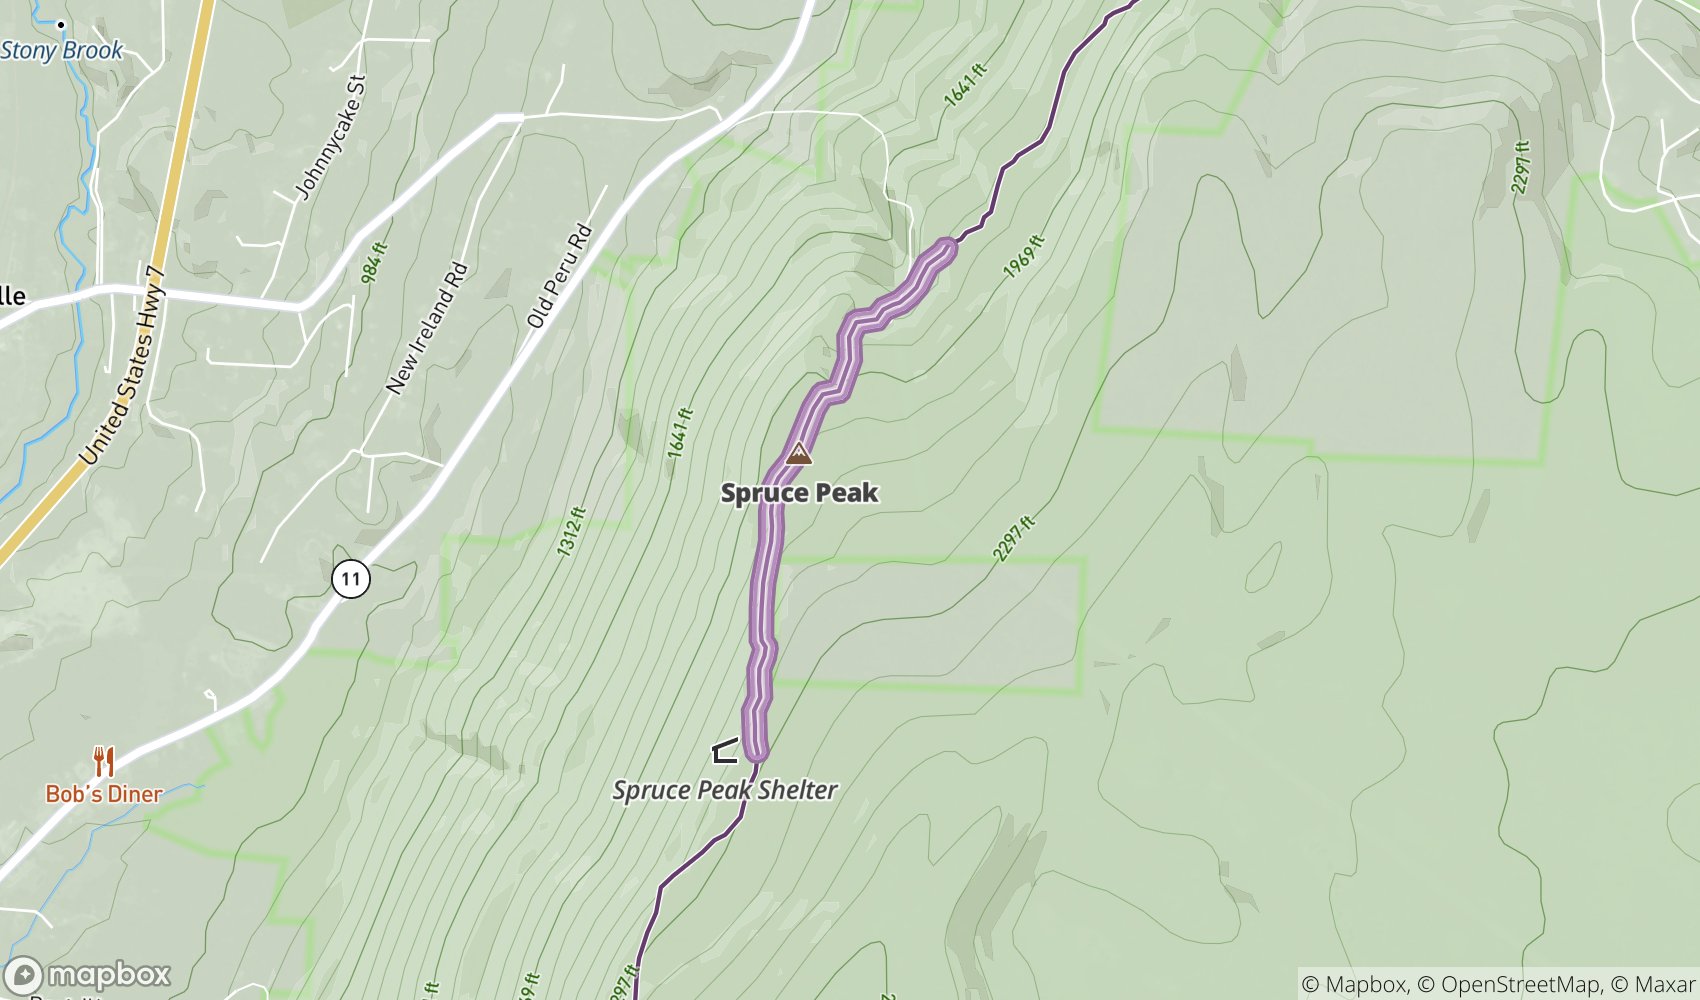 Stony Brook
Johnnycake St
1641 ft
2297 ft
984 ft
Old Peru Rd
1969 ft
lle
United States Hwy 7
New Ireland Rd
1641 ft
Spruce Peak
1312 ft
2297 ft
11
Bob's Diner
Spruce Peak Shelter
mapbox
© Mapbox, © OpenStreetMap, © Maxar